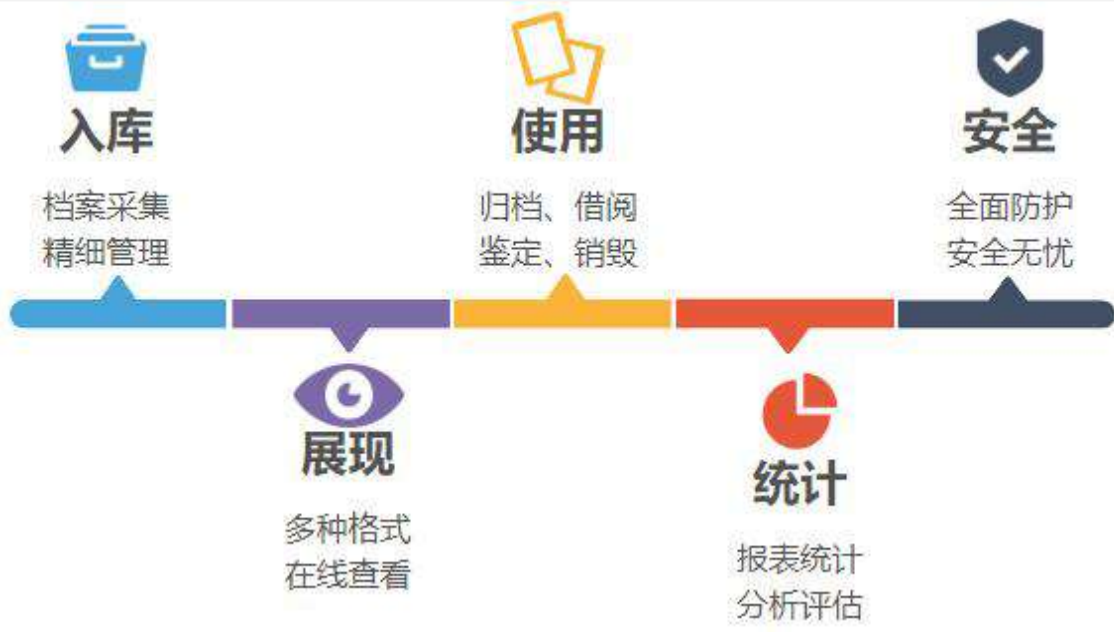 入库
档案采集
精细管理
展现
多种格式
在线查看
使用
归档、借阅
鉴定、销毁
统计
报表统计
分析评估
安全
全面防护
安全无忧